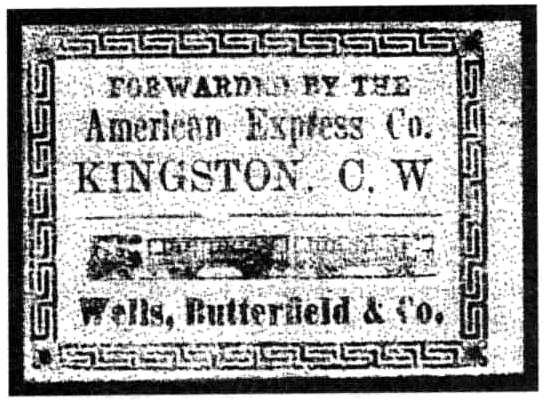 FORWARDED BY THE
American Express Co.
KINGSTON. C. W
Wells, Butterfield & Co.